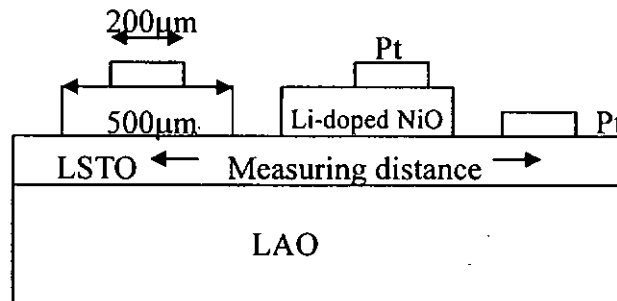 200μm
Pt
500μm
Li-doped NiO
Pt
LSTO
Measuring distance
LAO